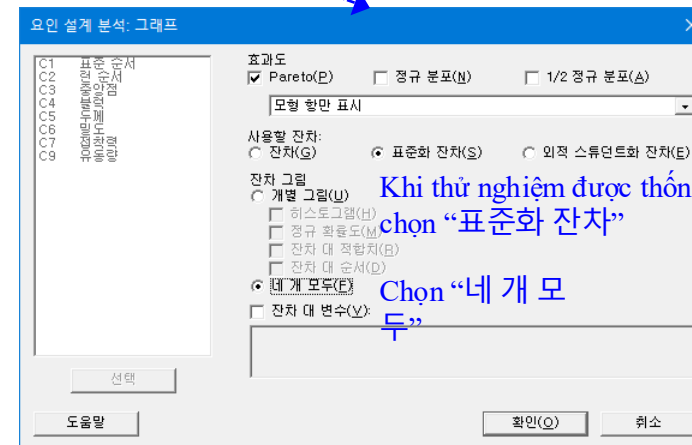 요인 설계 분석: 그래프
C1 표준 순서
C2 런 순서
C3 중앙점
C4 블럭
C5 두께
C6 밀도
C7 접착력
C9 유동량
효과도
Pareto(P) 정규 분포(N) 1/2 정규 분포(A)
모형 항만 표시
사용할 잔차:
잔차(G) 표준화 잔차(S) 외적 스튜던트화 잔차(E)
잔차 그림
개별 그림(U)
히스토그램(H)
정규 확률도(M)
잔차 대 적합치(R)
잔차 대 순서(D)
네 개 모두(F)
잔차 대 변수(V):
Khi thử nghiệm được thốn
chọn “표준화 잔차”
Chọn “네 개 모
두”
선택
도움말
확인(O)
취소